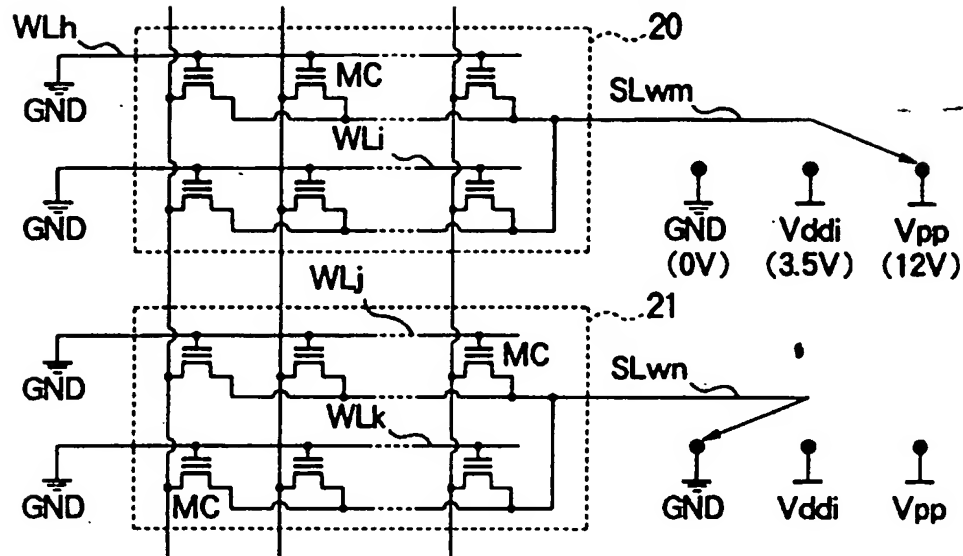 WLh
20
GND
MC
SLwm
WLi
GND
GND
(0V)
Vddi
(3.5V)
Vpp
(12V)
WLj
21
GND
MC
SLwn
WLk
GND
MC
GND
Vddi
Vpp